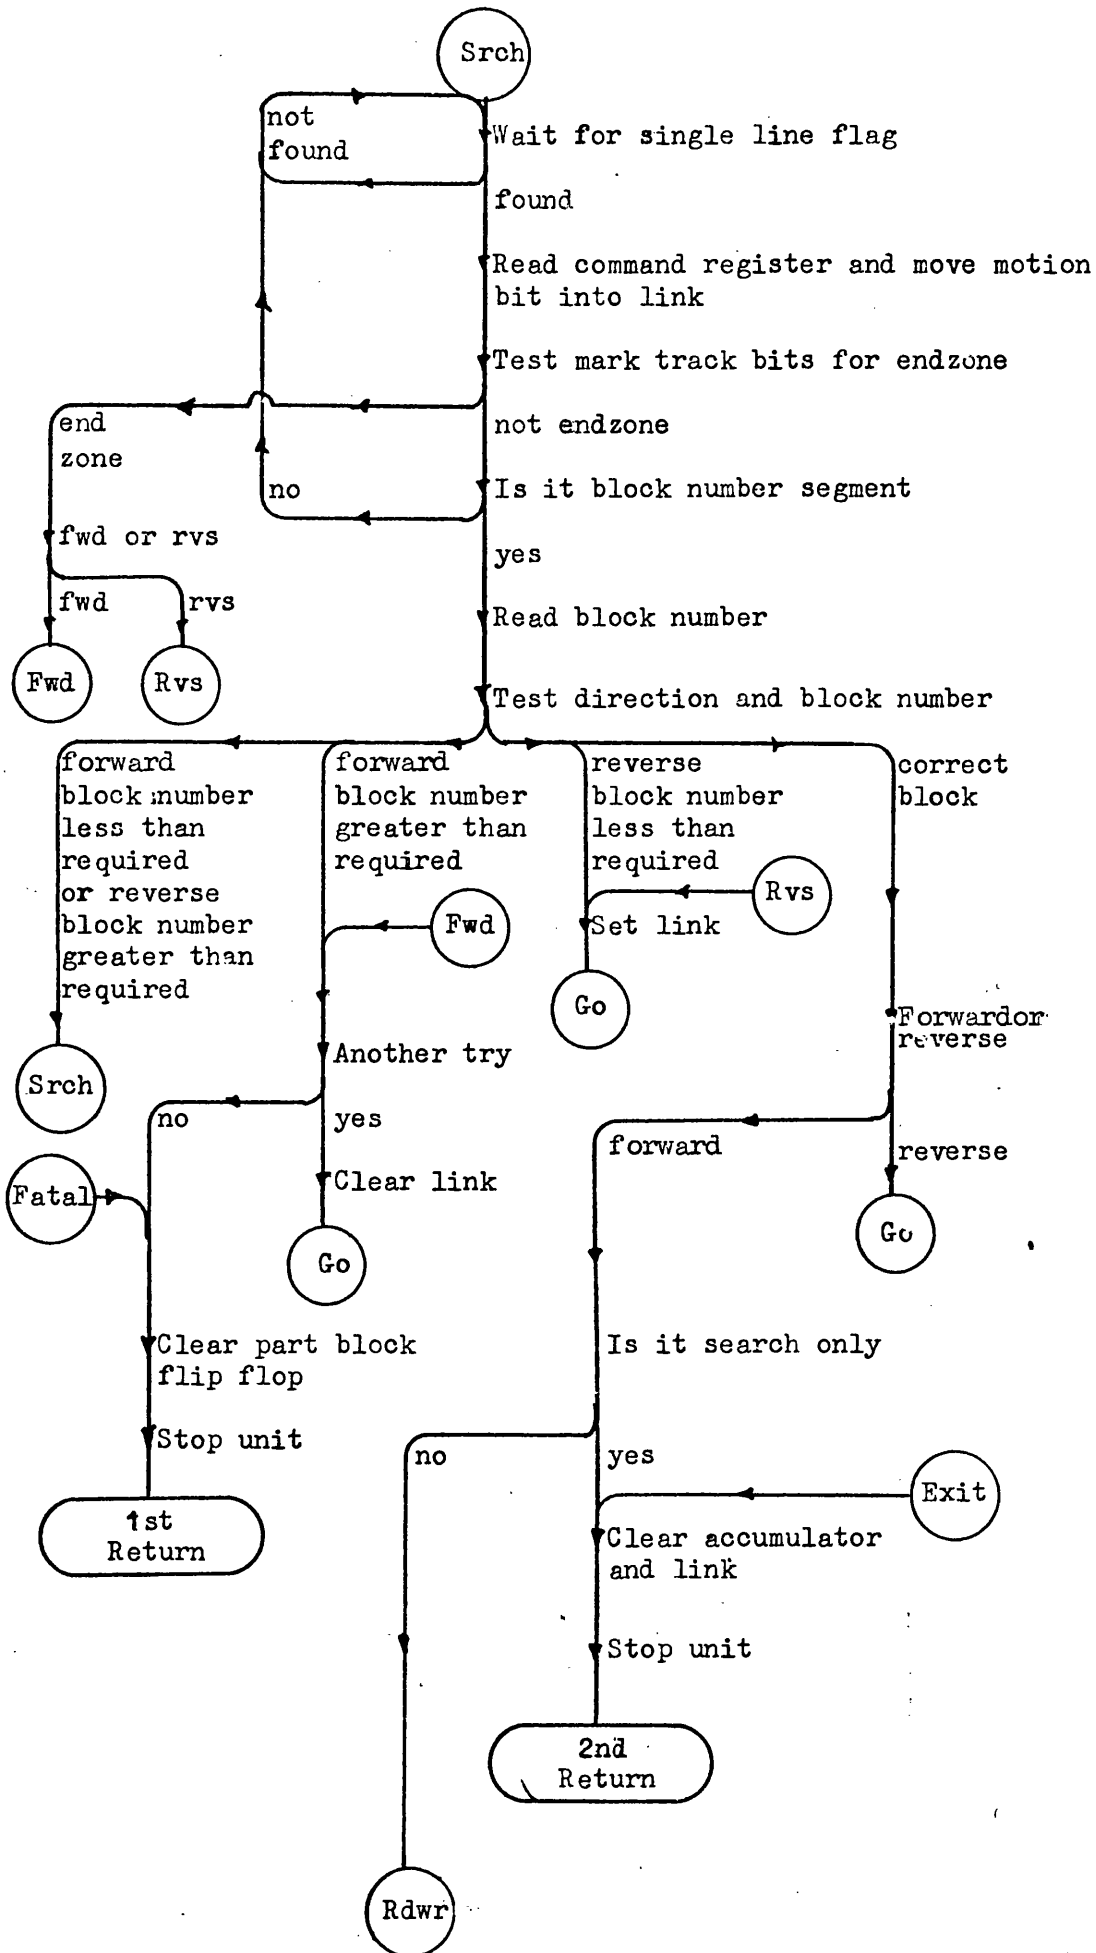 Srch
not
found
Wait for single line flag
found
Read command register and move motion
bit into link
Test mark track bits for endzone
end
zone
not endzone
no
Is it block number segment
fwd or rvs
yes
fwd
rvs
Read block number
Fwd
Rvs
Test direction and block number
forward
block number
less than
required
or reverse
block number
greater than
required
forward
block number
greater than
required
reverse
block number
less than
required
correct
block
Rvs
Fwd
Set link
Go
Forwardor
reverse
Srch
Another try
no
yes
forward
reverse
Fatal
Clear link
Go
Go
Clear part block
flip flop
Is it search only
Stop unit
no
yes
Exit
1st
Return
Clear accumulator
and link
Stop unit
2nd
Return
Rdwr